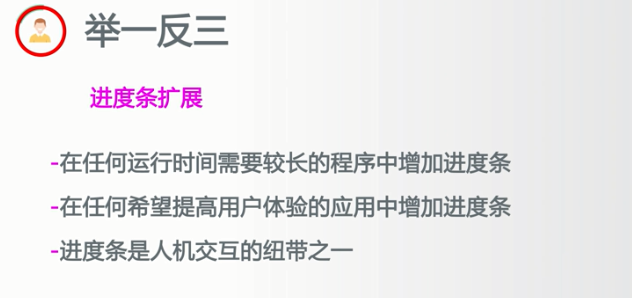 举一反三
进度条扩展
-在任何运行时间需要较长的程序中增加进度条
-在任何希望提高用户体验的应用中增加进度条
-进度条是人机交互的纽带之一